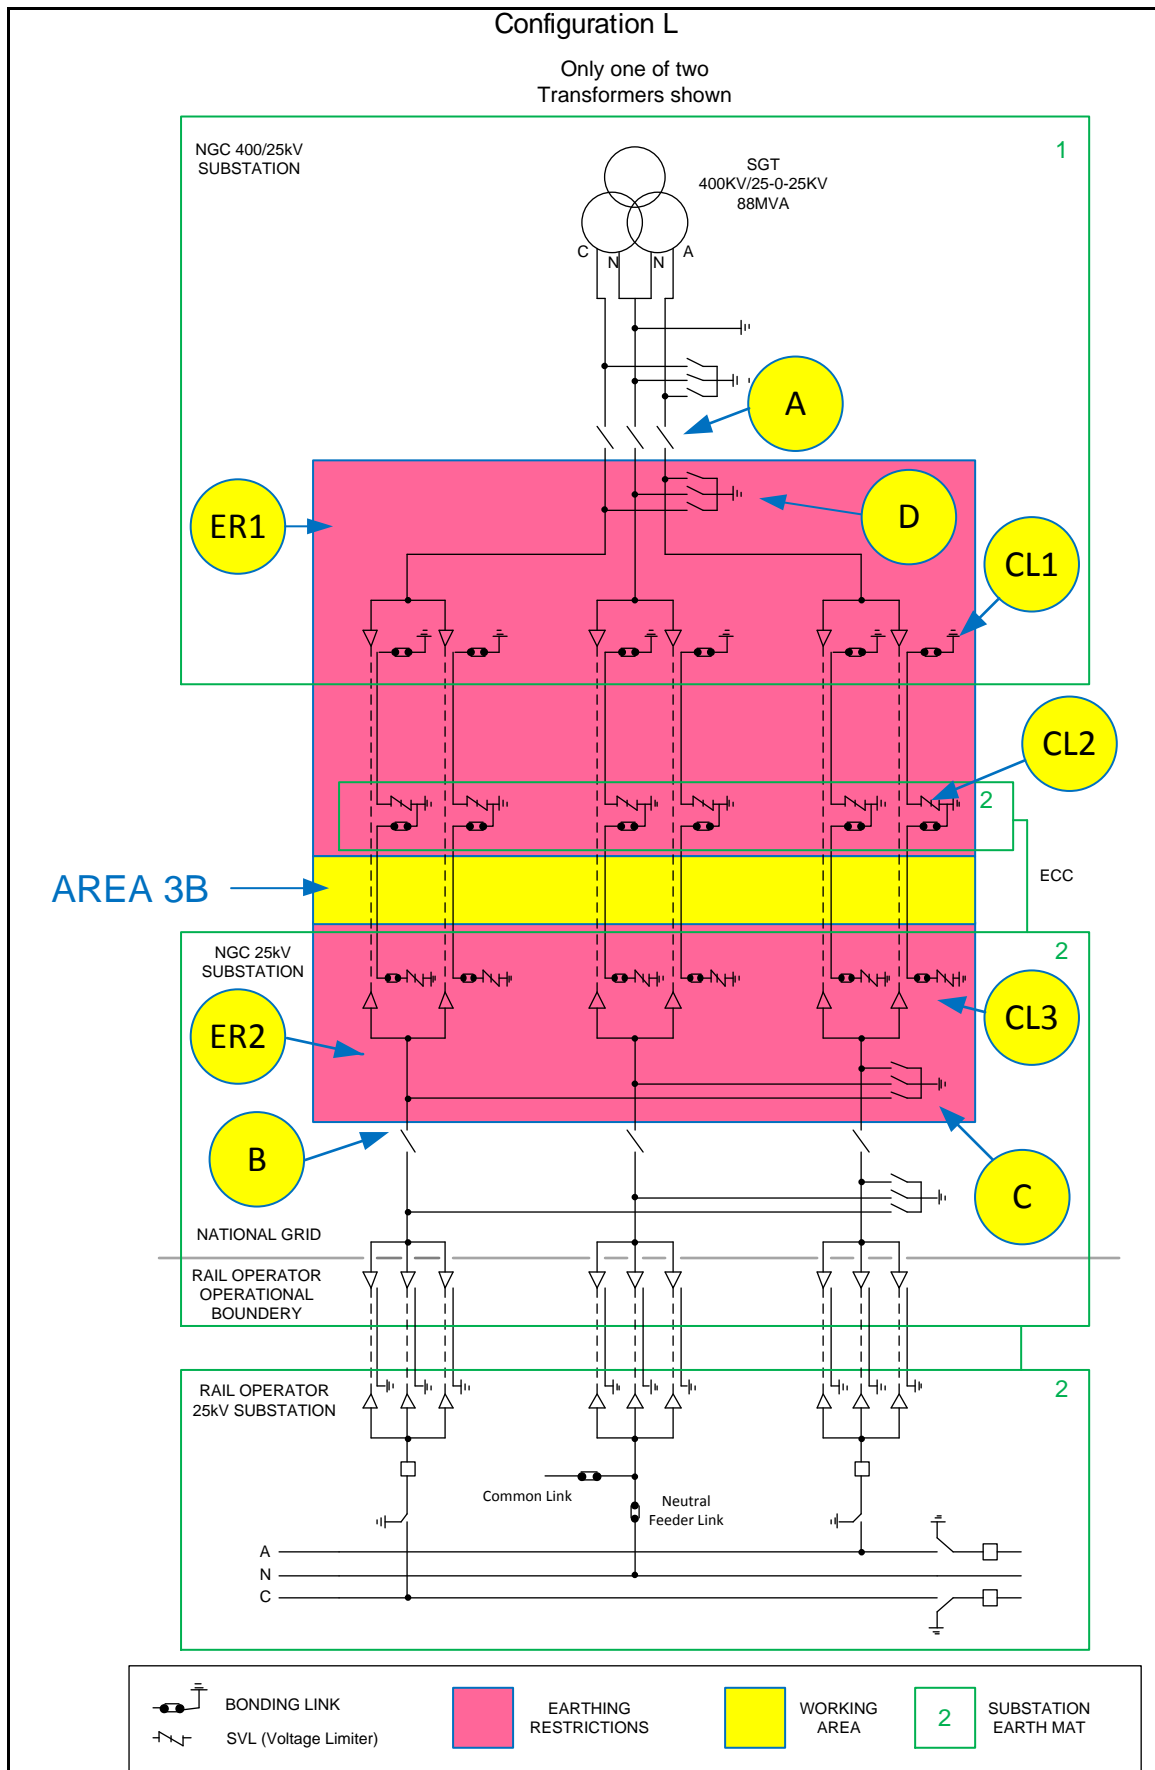 Configuration L
Only one of two
Transformers shown
NGC 400/25kV
SUBSTATION
1
SGT
400KV/25-0-25KV
88MVA
C
N
N
A
A
D
ER1
CL1
CL2
2
AREA 3B
ECC
NGC 25kV
SUBSTATION
2
CL3
ER2
B
C
NATIONAL GRID
RAIL OPERATOR
OPERATIONAL
BOUNDERY
RAIL OPERATOR
25kV SUBSTATION
2
Common Link
Neutral
Feeder Link
A
N
C
BONDING LINK
SVL (Voltage Limiter)
EARTHING
RESTRICTIONS
WORKING
AREA
2
SUBSTATION
EARTH MAT